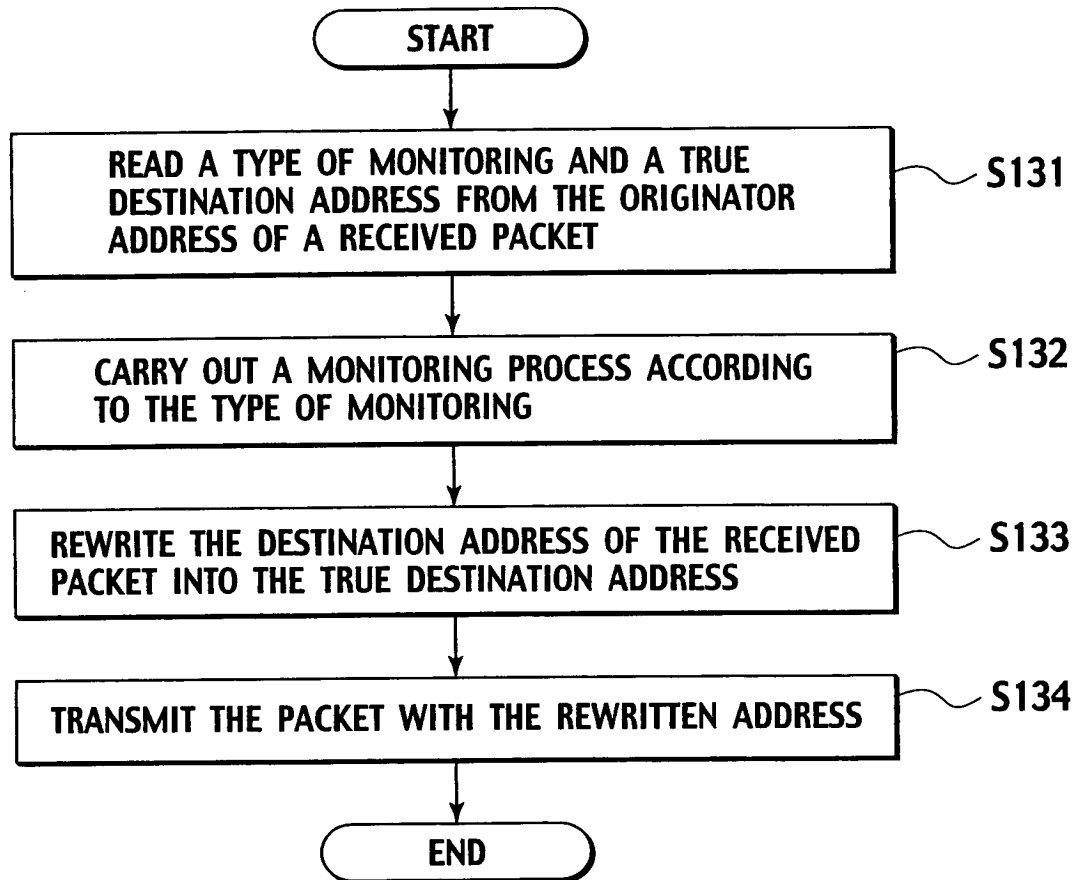 START
READ A TYPE OF MONITORING AND A TRUE
DESTINATION ADDRESS FROM THE ORIGINATOR
ADDRESS OF A RECEIVED PACKET
S131
CARRY OUT A MONITORING PROCESS ACCORDING
TO THE TYPE OF MONITORING
S132
REWRITE THE DESTINATION ADDRESS OF THE RECEIVED
PACKET INTO THE TRUE DESTINATION ADDRESS
S133
TRANSMIT THE PACKET WITH THE REWRITTEN ADDRESS
S134
END